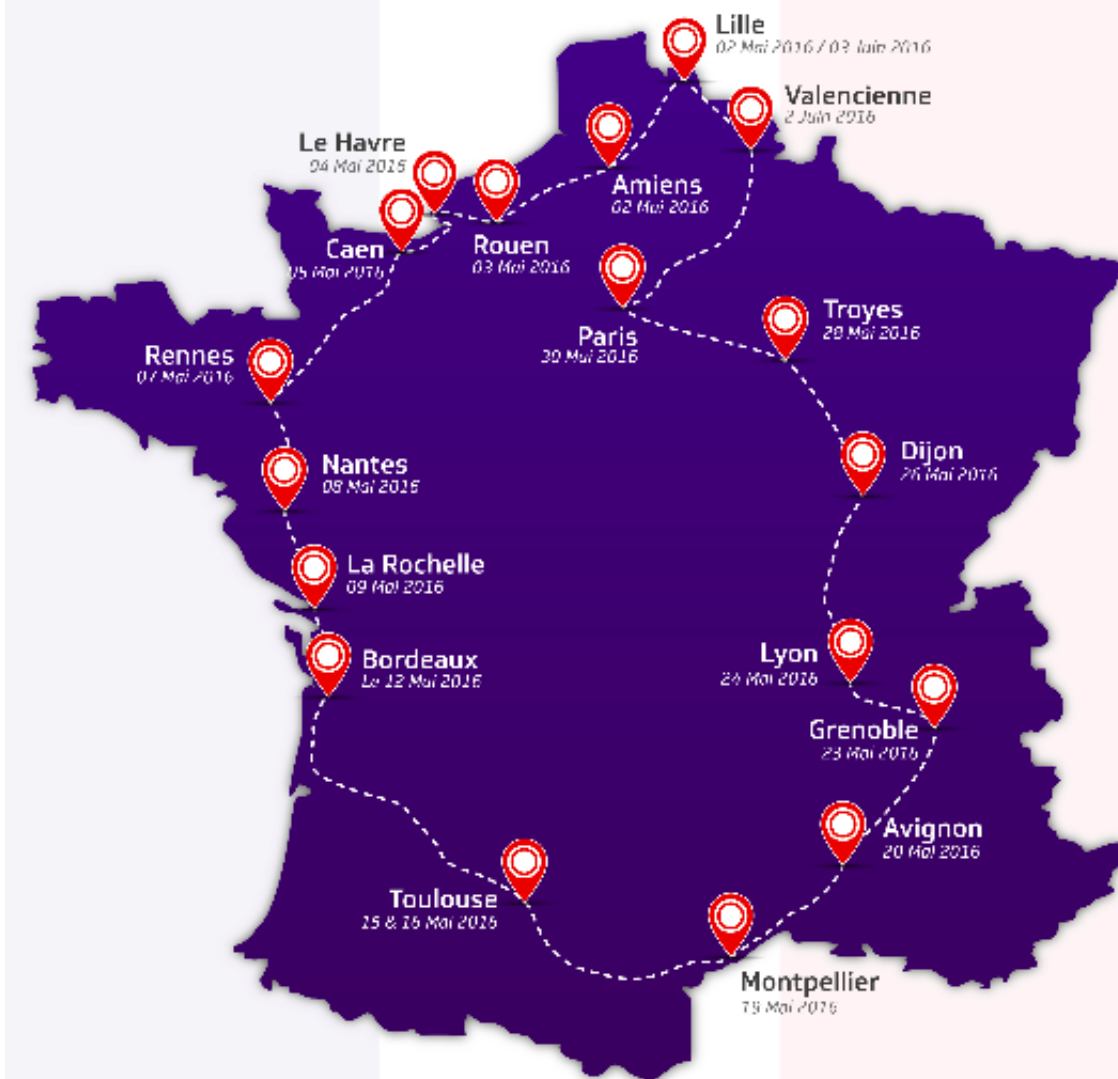 Lille
02 Mai 2016 / 03 Juin 2016
Valencienne
2 Juin 2016
Le Havre
04 Mai 2016
Amiens
02 Mai 2016
Caen
05 Mai 2016
Rouen
03 Mai 2016
Troyes
28 Mai 2016
Paris
30 Mai 2016
Rennes
07 Mai 2016
Dijon
26 Mai 2016
Nantes
08 Mai 2016
La Rochelle
09 Mai 2016
Lyon
24 Mai 2016
Bordeaux
Le 12 Mai 2016
Grenoble
23 Mai 2016
Avignon
20 Mai 2016
Toulouse
15 & 16 Mai 2016
Montpellier
19 Mai 2016